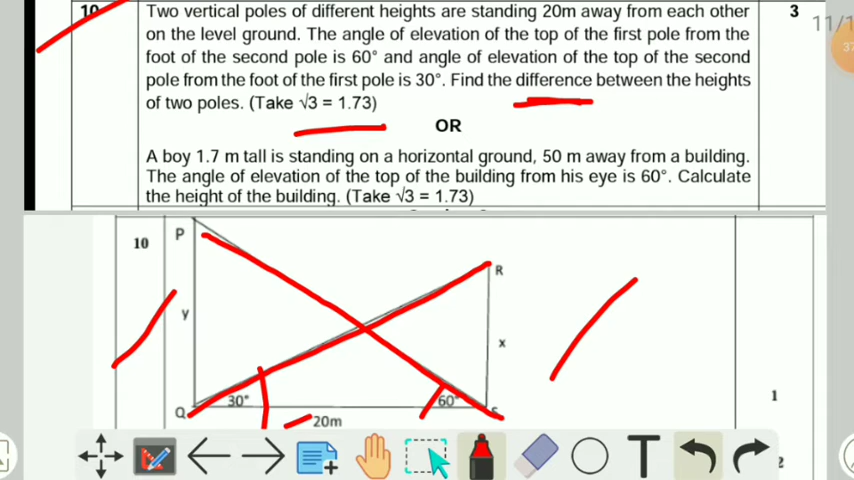 10
Two vertical poles of different heights are standing 20m away from each other
on the level ground. The angle of elevation of the top of the first pole from the
foot of the second pole is 60° and angle of elevation of the top of the second
pole from the foot of the first pole is 30°. Find the difference between the heights
of two poles. (Take √3 = 1.73)
3
11/1
37
OR
A boy 1.7 m tall is standing on a horizontal ground, 50 m away from a building.
The angle of elevation of the top of the building from his eye is 60°. Calculate
the height of the building. (Take √3 = 1.73)
10
P
R
y
x
30°
60°
Q
S
20m
1
T
2